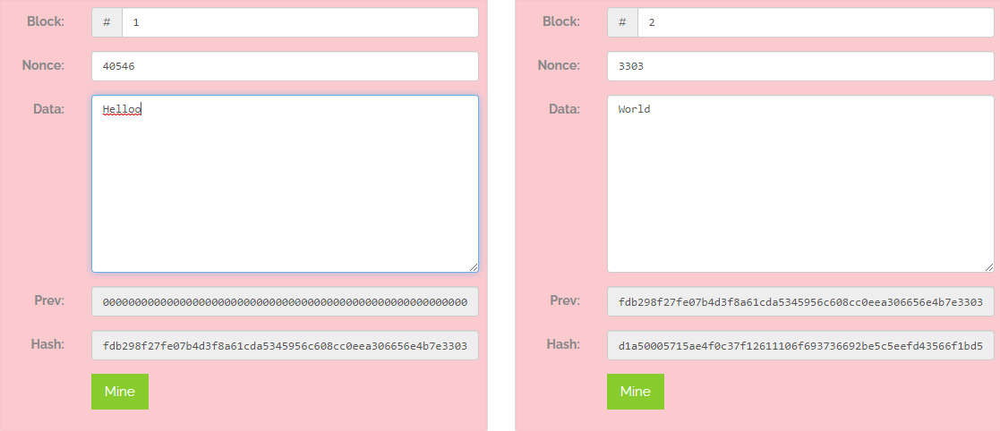 Block:
# 1
Nonce:
40546
Data:
Helloo
Prev:
000000000000000000000000000000000000000000000000000000000
Hash:
fdb298f27fe07b4d3f8a61cda5345956c608cc0eea306656e4b7e3303
Mine
Block:
# 2
Nonce:
3303
Data:
World
Prev:
fdb298f27fe07b4d3f8a61cda5345956c608cc0eea306656e4b7e3303
Hash:
d1a50005715ae4f0c37f12611106f693736692be5c5eefd43566f1bd5
Mine